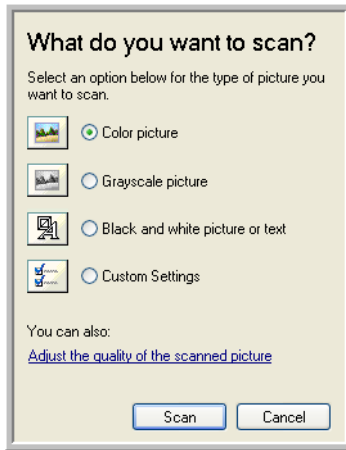 What do you want to scan?
Select an option below for the type of picture you
want to scan.
Color picture
Grayscale picture
Black and white picture or text
Custom Settings
You can also:
Adjust the quality of the scanned picture
Scan Cancel